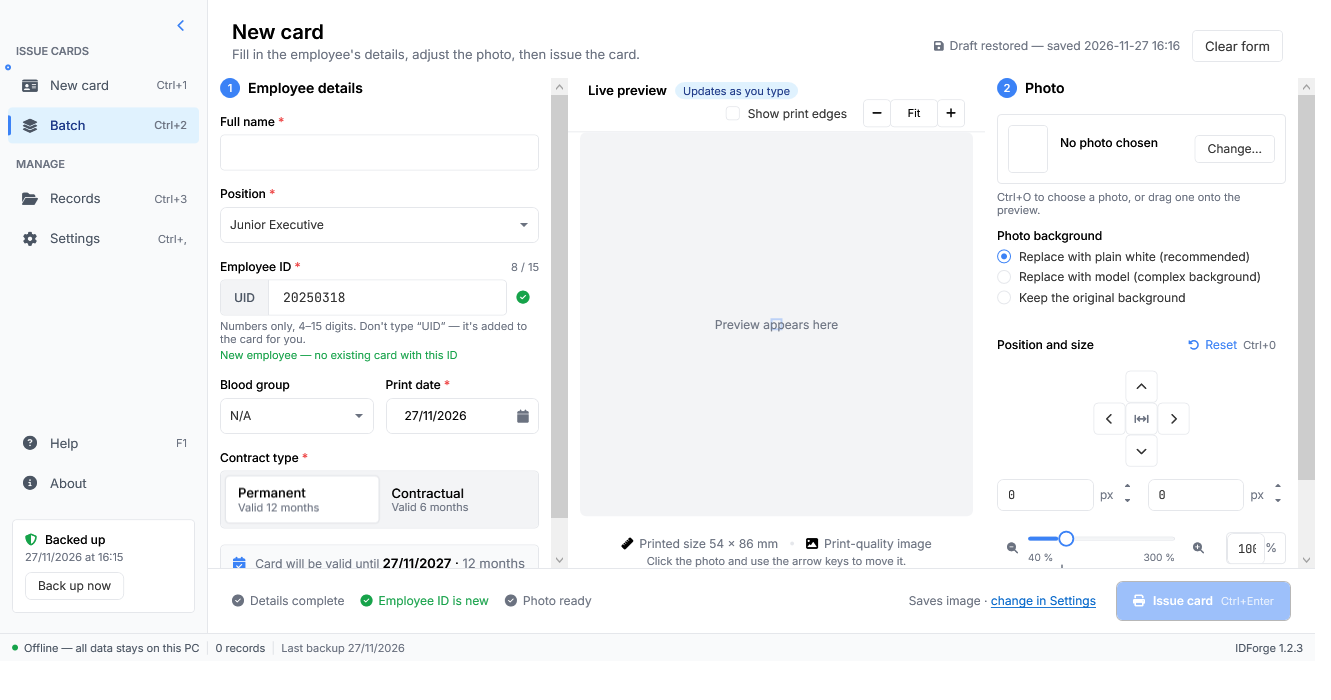 ISSUE CARDS
New card Ctrl+1
Batch Ctrl+2
MANAGE
Records Ctrl+3
Settings Ctrl+,
Help F1
About
Backed up
27/11/2026 at 16:15
Back up now
New card
Fill in the employee's details, adjust the photo, then issue the card.
Draft restored — saved 2026-11-27 16:16
Clear form
1 Employee details
Full name *
Position *
Junior Executive
Employee ID * 8 / 15
UID 20250318
Numbers only, 4–15 digits. Don't type “UID” — it's added to
the card for you.
New employee — no existing card with this ID
Blood group Print date *
N/A 27/11/2026
Contract type *
Permanent Contractual
Valid 12 months Valid 6 months
Card will be valid until 27/11/2027 · 12 months
Live preview Updates as you type
Show print edges − Fit +
Preview appears here
Printed size 54 × 86 mm • Print-quality image
Click the photo and use the arrow keys to move it.
2 Photo
No photo chosen Change...
Ctrl+O to choose a photo, or drag one onto the
preview.
Photo background
Replace with plain white (recommended)
Replace with model (complex background)
Keep the original background
Position and size Reset Ctrl+0
0 px 0 px
40 % 300 % %
Details complete Employee ID is new Photo ready
Saves image · change in Settings
Issue card Ctrl+Enter
Offline — all data stays on this PC 0 records Last backup 27/11/2026
IDForge 1.2.3